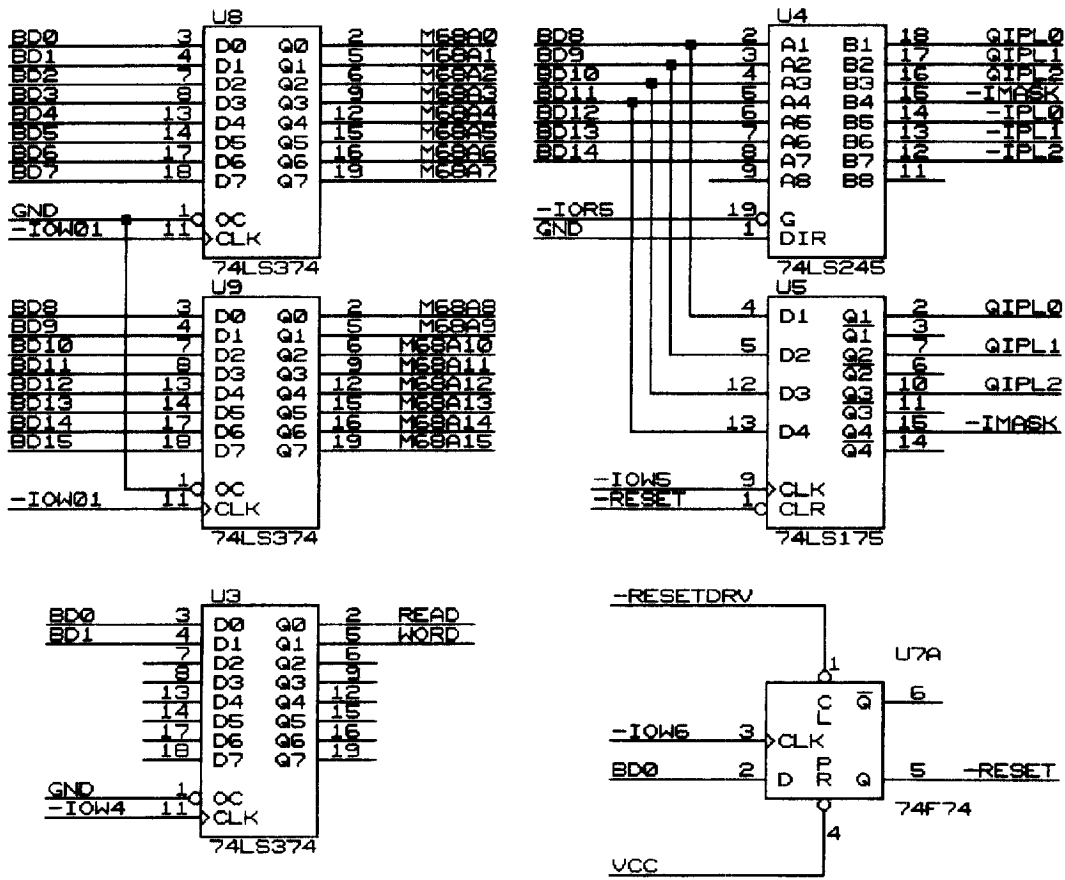 U8
BD0 3 D0 Q0 2 M68A0
BD1 4 D1 Q1 5 M68A1
BD2 7 D2 Q2 6 M68A2
BD3 8 D3 Q3 9 M68A3
BD4 13 D4 Q4 12 M68A4
BD5 14 D5 Q5 15 M68A5
BD6 17 D6 Q6 16 M68A6
BD7 18 D7 Q7 19 M68A7
GND 1 OC
-IOW01 11 CLK
74LS374
U9
BD8 3 D0 Q0 2 M68A8
BD9 4 D1 Q1 5 M68A9
BD10 7 D2 Q2 6 M68A10
BD11 8 D3 Q3 9 M68A11
BD12 13 D4 Q4 12 M68A12
BD13 14 D5 Q5 15 M68A13
BD14 17 D6 Q6 16 M68A14
BD15 18 D7 Q7 19 M68A15
1 OC
-IOW01 11 CLK
74LS374
U3
BD0 3 D0 Q0 2 READ
BD1 4 D1 Q1 5 WORD
7 D2 Q2 6
8 D3 Q3 9
13 D4 Q4 12
14 D5 Q5 15
17 D6 Q6 16
18 D7 Q7 19
GND 1 OC
-IOW4 11 CLK
74LS374
U4
BD8 2 A1 B1 18 QIPL0
BD9 3 A2 B2 17 QIPL1
BD10 4 A3 B3 16 QIPL2
BD11 5 A4 B4 15 -IMASK
BD12 6 A5 B5 14 -IPL0
BD13 7 A6 B6 13 -IPL1
BD14 8 A7 B7 12 -IPL2
9 A8 B8 11
-IOR5 19 G
GND 1 DIR
74LS245
U5
4 D1 Q1 2 QIPL0
Q1 3
5 D2 Q2 7 QIPL1
Q2 6
12 D3 Q3 10 QIPL2
Q3 11
13 D4 Q4 15 -IMASK
Q4 14
-IOW5 9 CLK
-RESET 1 CLR
74LS175
-RESETDRV
1
U7A
CL Q 6
-IOW6 3 CLK
BD0 2 D PR Q 5 -RESET
74F74
4
VCC